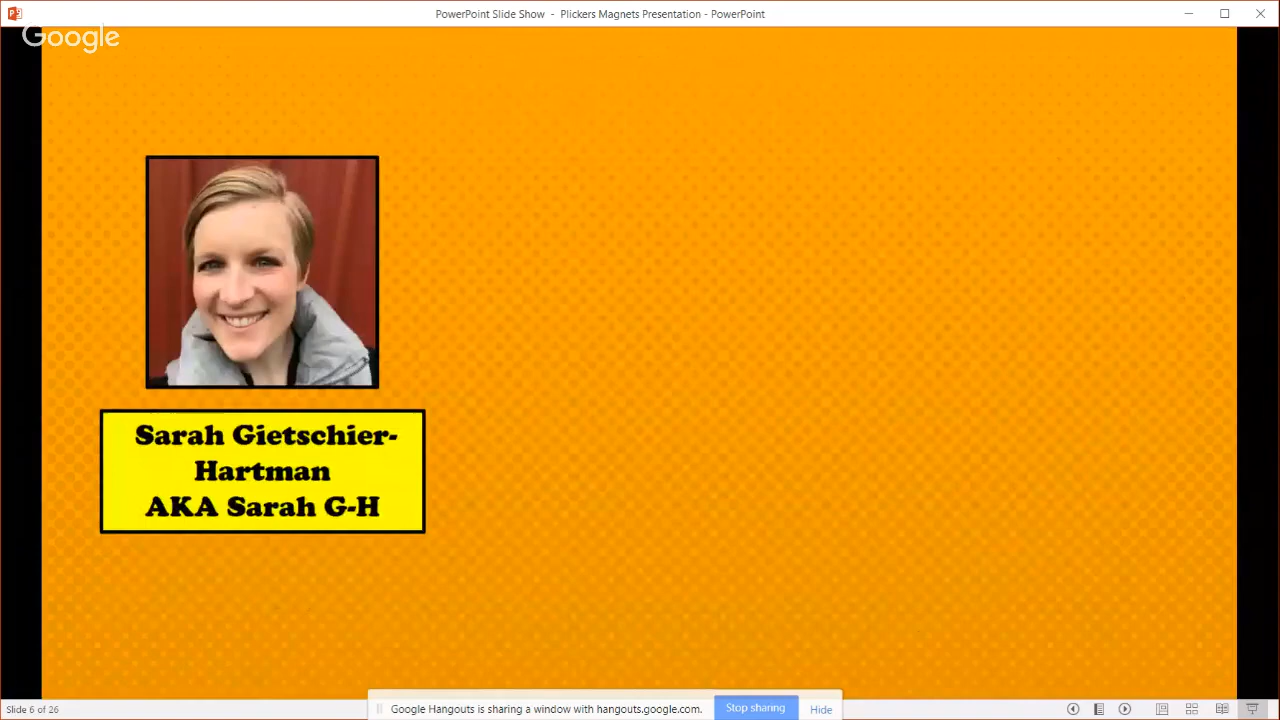 PowerPoint Slide Show - Plickers Magnets Presentation - PowerPoint
Google
Sarah Gietschier-
Hartman
AKA Sarah G-H
Google Hangouts is sharing a window with hangouts.google.com.
Stop sharing
Hide
Slide 6 of 26